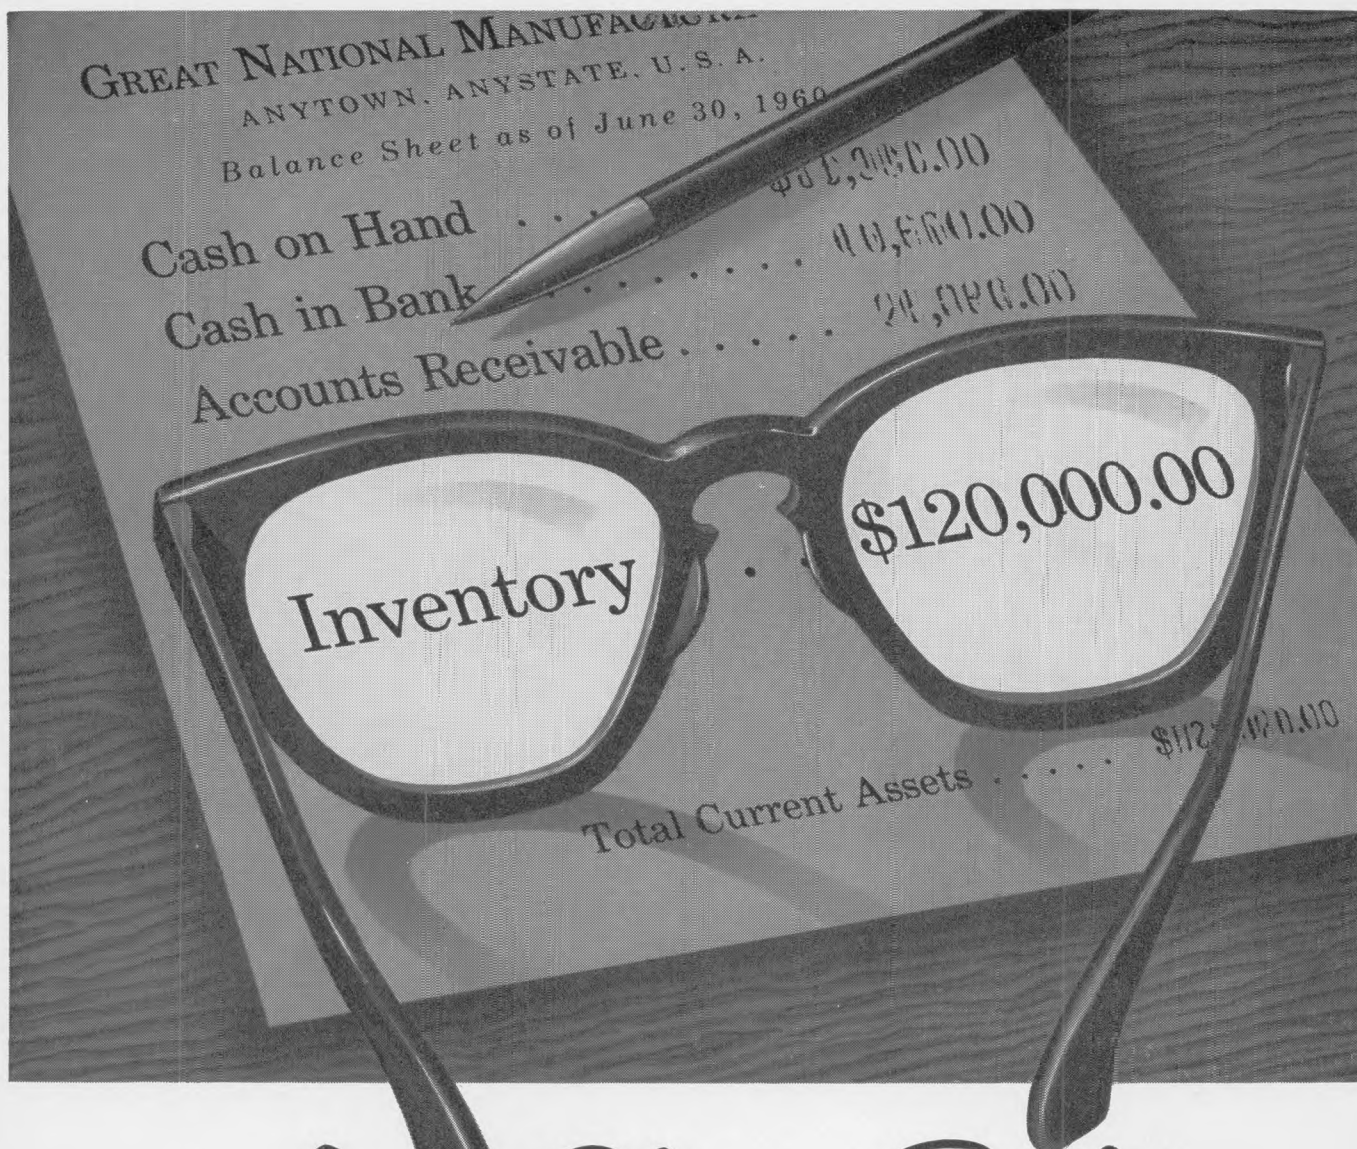 GREAT NATIONAL
ANYTOWN, ANYSTATE, U.S.A.
Balance Sheet as of June 30, 1960
Cash on Hand . . .
Cash in Bank . . . . . . . .
Accounts Receivable . . . . .
Inventory . . $120,000.00
Total Current Assets . . . . .